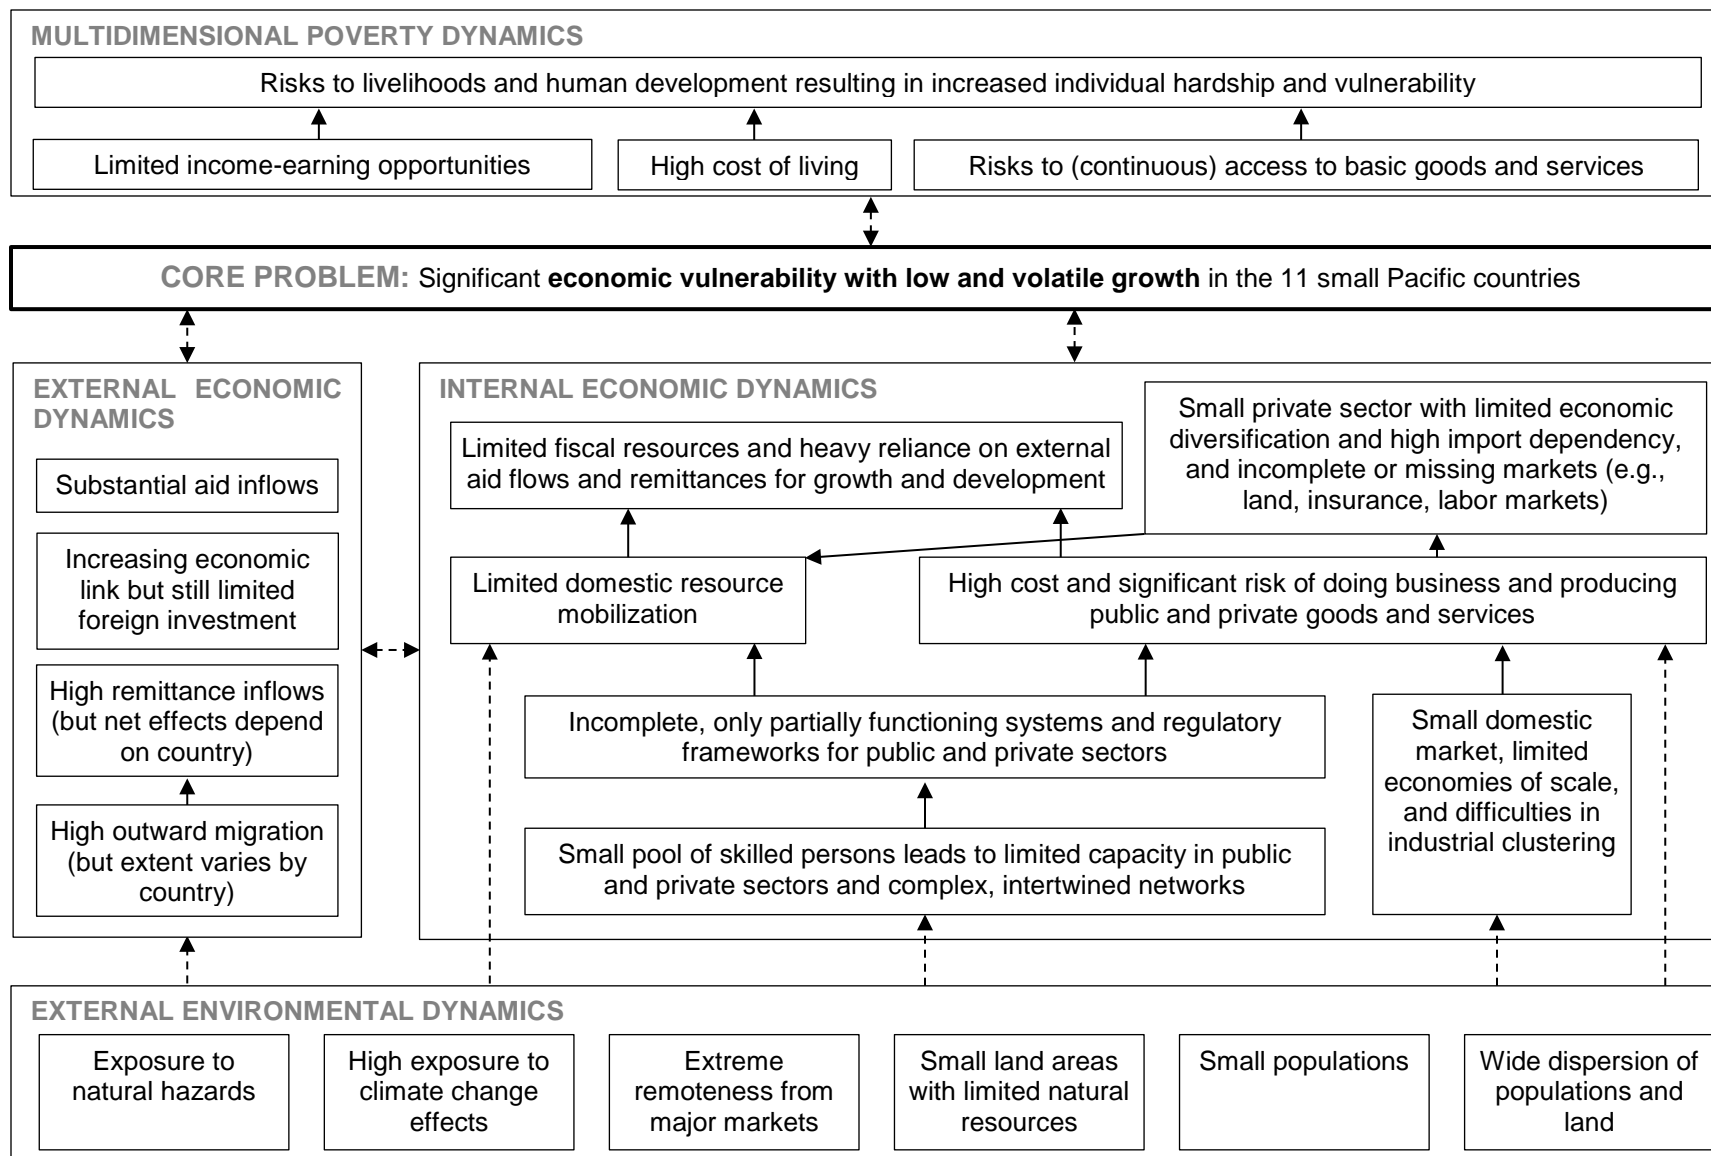 MULTIDIMENSIONAL POVERTY DYNAMICS
Risks to livelihoods and human development resulting in increased individual hardship and vulnerability
Limited income-earning opportunities
High cost of living
Risks to (continuous) access to basic goods and services
CORE PROBLEM: Significant economic vulnerability with low and volatile growth in the 11 small Pacific countries
EXTERNAL ECONOMIC
DYNAMICS
Substantial aid inflows
Increasing economic
link but still limited
foreign investment
High remittance inflows
(but net effects depend
on country)
High outward migration
(but extent varies by
country)
INTERNAL ECONOMIC DYNAMICS
Limited fiscal resources and heavy reliance on external
aid flows and remittances for growth and development
Small private sector with limited economic
diversification and high import dependency,
and incomplete or missing markets (e.g.,
land, insurance, labor markets)
Limited domestic resource
mobilization
High cost and significant risk of doing business and producing
public and private goods and services
Incomplete, only partially functioning systems and regulatory
frameworks for public and private sectors
Small domestic
market, limited
economies of scale,
and difficulties in
industrial clustering
Small pool of skilled persons leads to limited capacity in public
and private sectors and complex, intertwined networks
EXTERNAL ENVIRONMENTAL DYNAMICS
Exposure to
natural hazards
High exposure to
climate change
effects
Extreme
remoteness from
major markets
Small land areas
with limited natural
resources
Small populations
Wide dispersion of
populations and
land